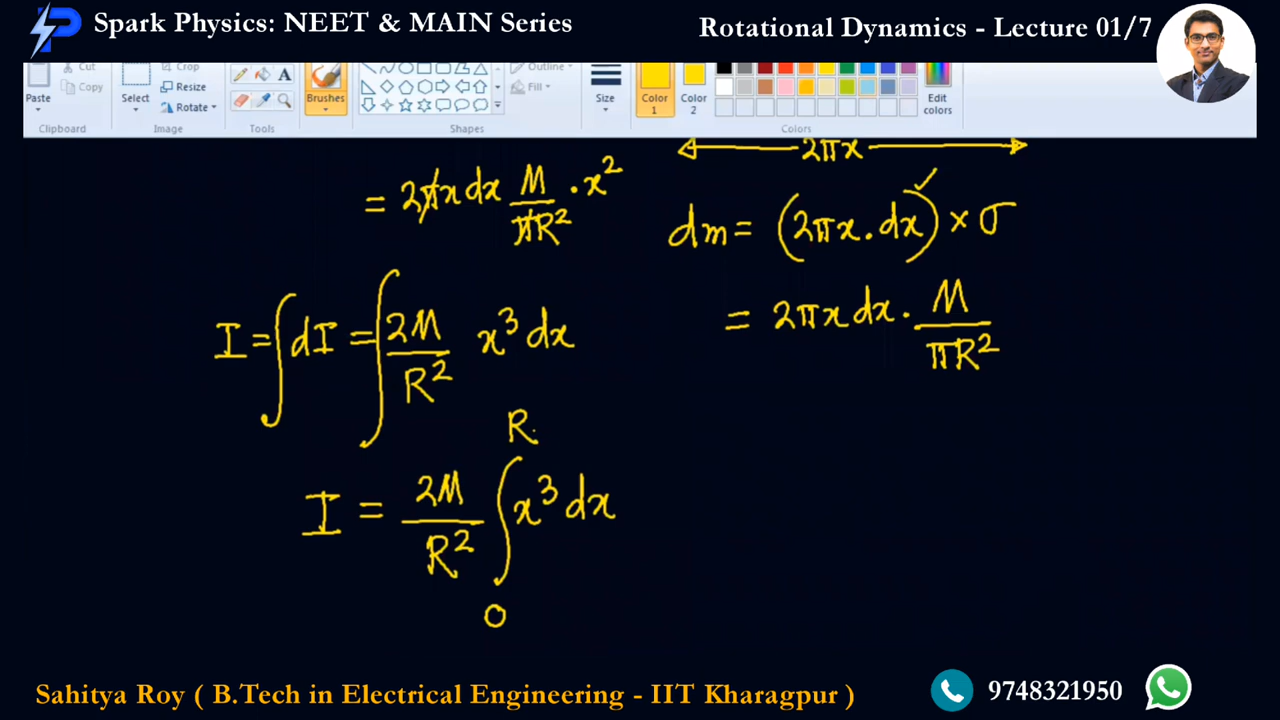 Spark Physics: NEET & MAIN Series
Rotational Dynamics - Lecture 01/7
Cut
Copy
Paste
Clipboard
Crop
Resize
Rotate
Select
Image
A
Tools
Brushes
Outline
Fill
Shapes
Size
Color 1
Color 2
Edit colors
Colors
2πx
= 2πx dx M/πR² · x²
dm = (2πx . dx) × σ
= 2πx dx · M/πR²
I = ∫ dI = ∫ 2M/R² x³ dx
I = 2M/R² ∫₀ᴿ x³ dx
Sahitya Roy ( B.Tech in Electrical Engineering - IIT Kharagpur )
9748321950